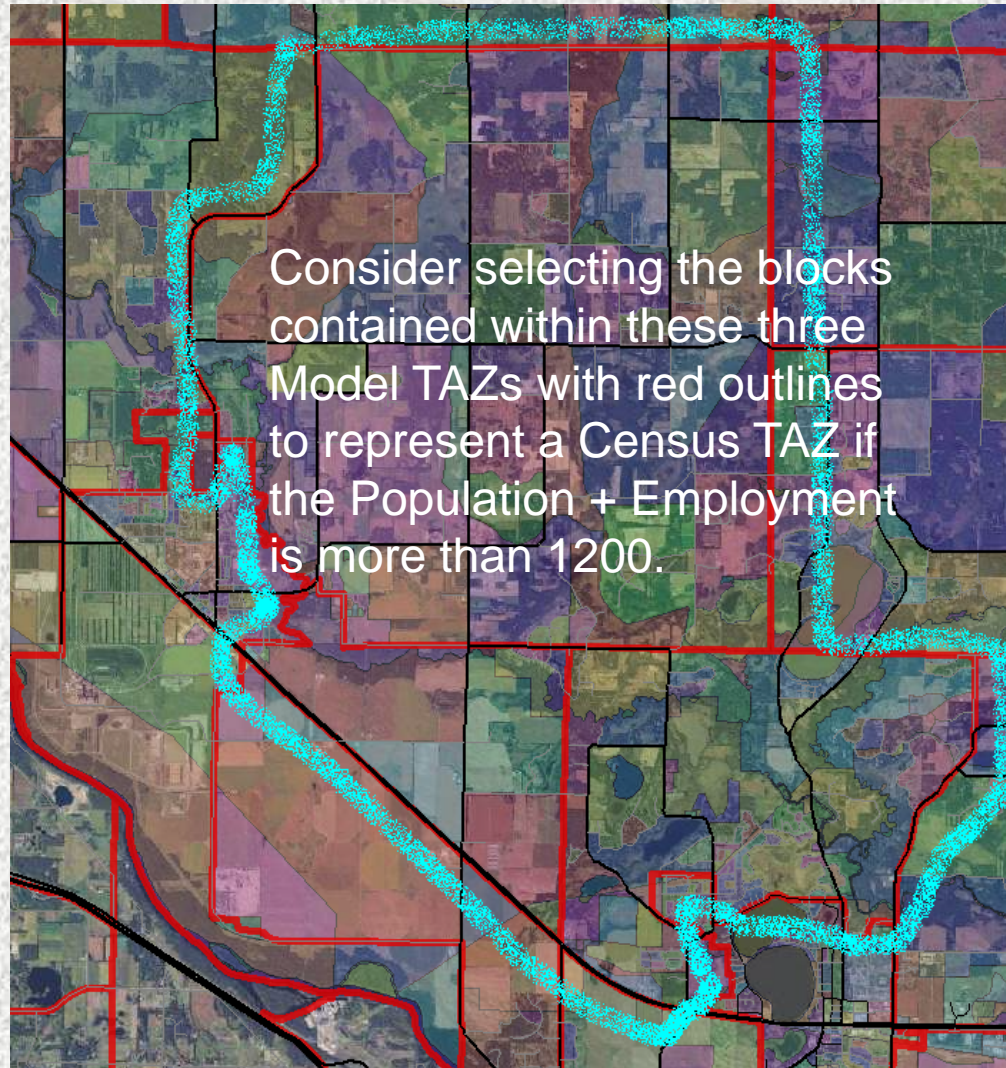 Consider selecting the blocks
contained within these three
Model TAZs with red outlines
to represent a Census TAZ if
the Population + Employment
is more than 1200.